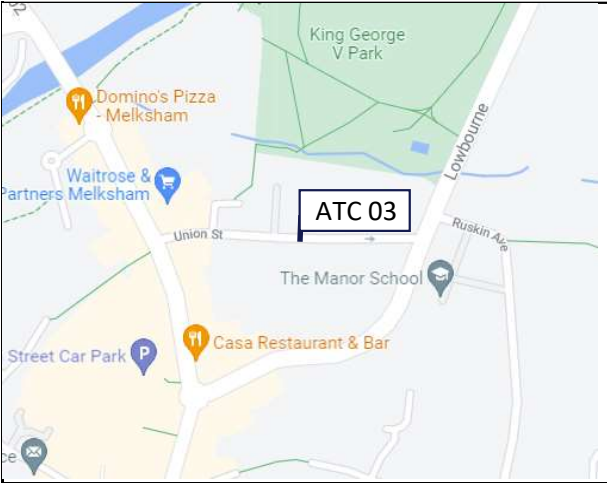 King George
V Park
Domino's Pizza
- Melksham
Lowbourne
Waitrose &
Partners Melksham
ATC 03
Union St
Ruskin Ave
The Manor School
Casa Restaurant & Bar
Street Car Park
P